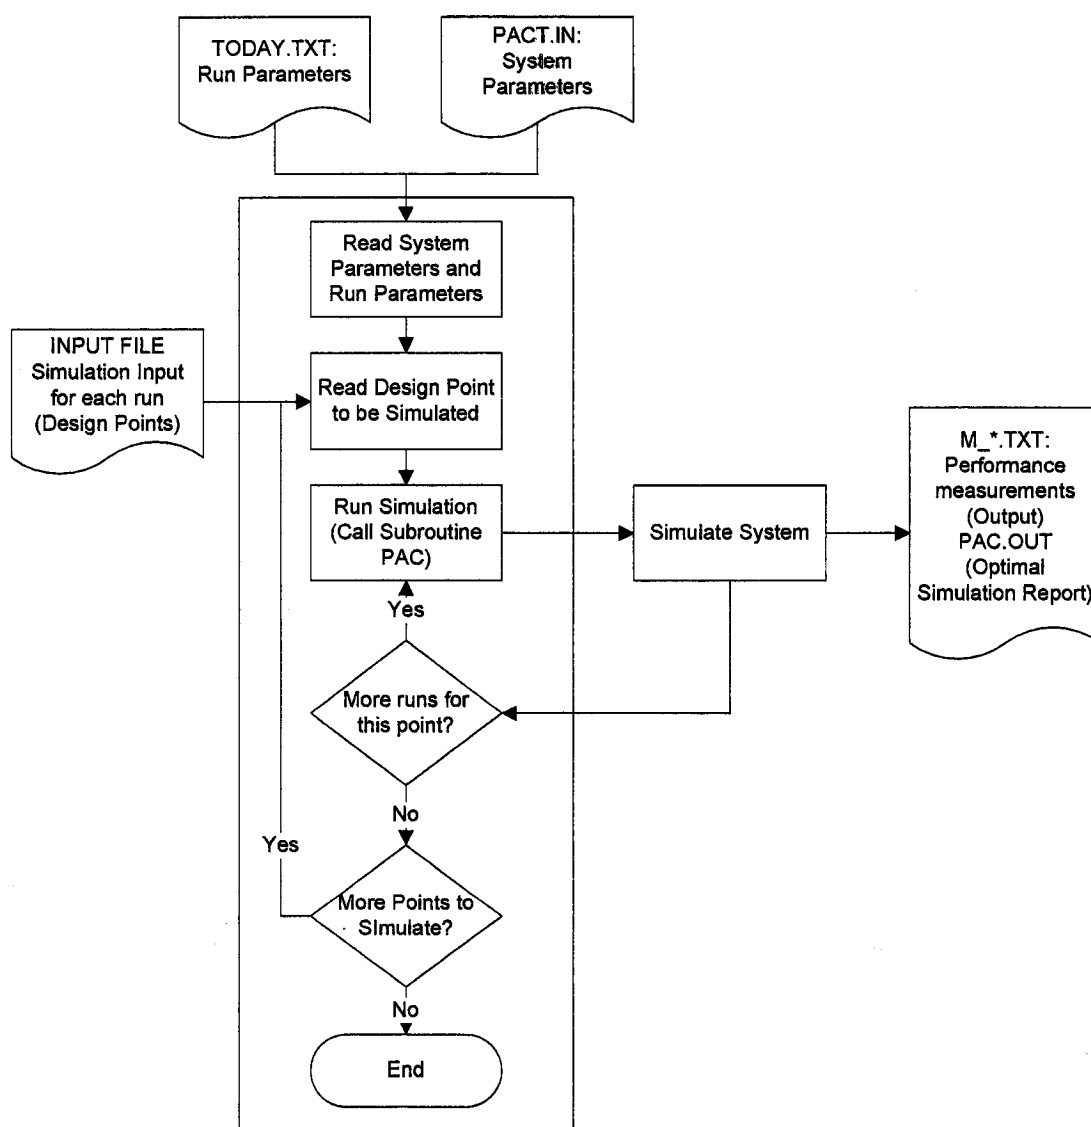 TODAY.TXT:
Run Parameters
PACT.IN:
System
Parameters
Read System
Parameters and
Run Parameters
INPUT FILE
Simulation Input
for each run
(Design Points)
Read Design Point
to be Simulated
Run Simulation
(Call Subroutine
PAC)
Simulate System
M_*.TXT:
Performance
measurements
(Output)
PAC.OUT
(Optimal
Simulation Report)
Yes
More runs for
this point?
No
Yes
More Points to
SImulate?
No
End